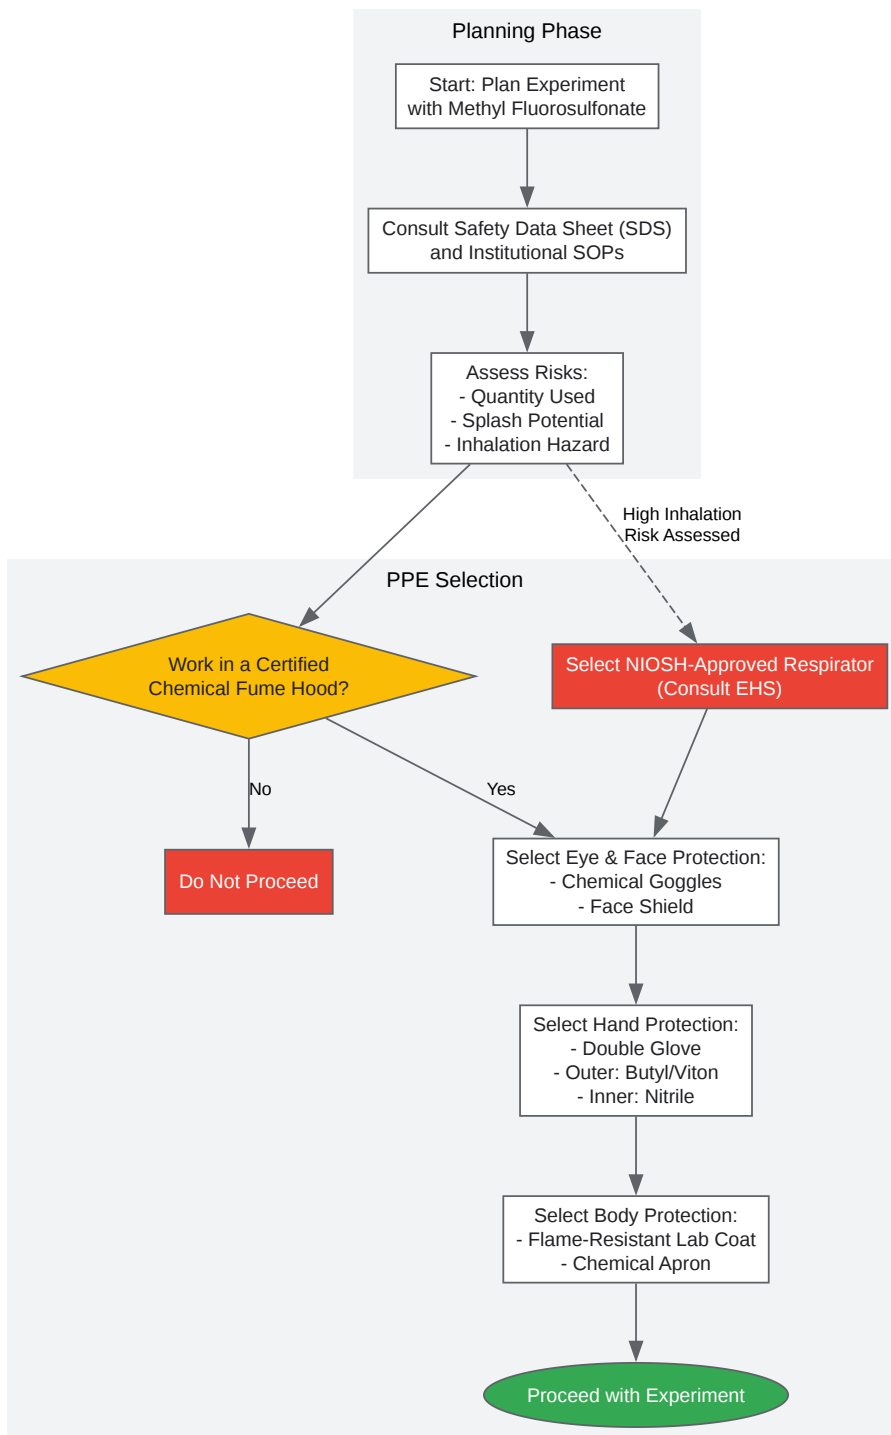 Planning Phase
Start: Plan Experiment
with Methyl Fluorosulfonate
Consult Safety Data Sheet (SDS)
and Institutional SOPs
Assess Risks:
- Quantity Used
- Splash Potential
- Inhalation Hazard
High Inhalation
Risk Assessed
PPE Selection
Work in a Certified
Chemical Fume Hood?
Select NIOSH-Approved Respirator
(Consult EHS)
No
Yes
Do Not Proceed
Select Eye & Face Protection:
- Chemical Goggles
- Face Shield
Select Hand Protection:
- Double Glove
- Outer: Butyl/Viton
- Inner: Nitrile
Select Body Protection:
- Flame-Resistant Lab Coat
- Chemical Apron
Proceed with Experiment